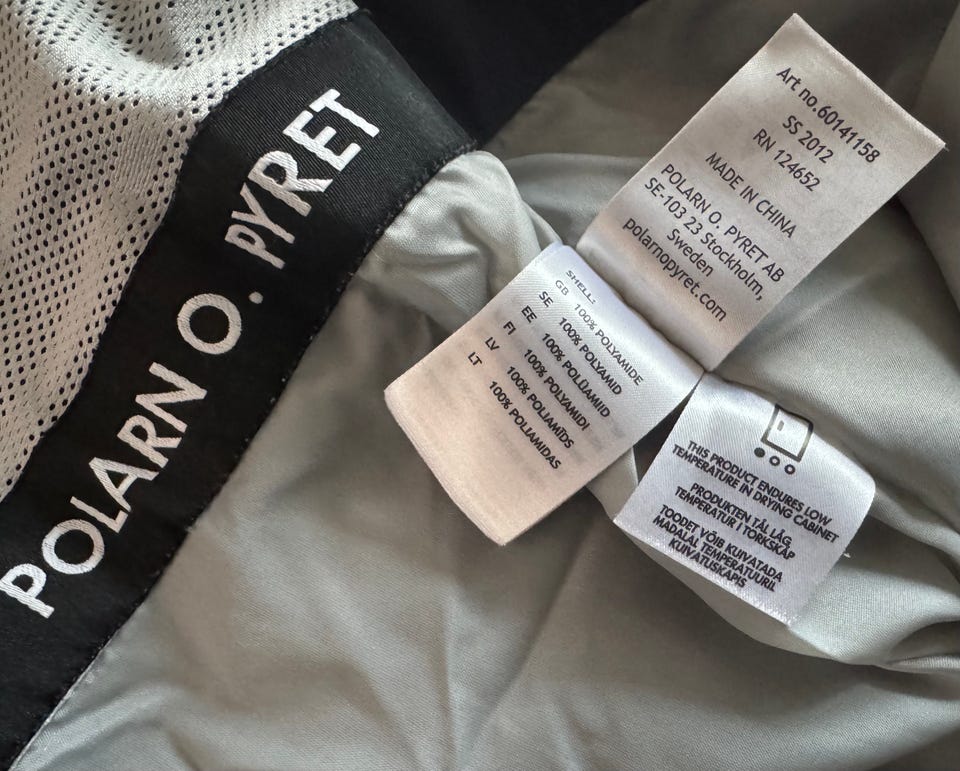 POLARN O. PYRET
Art no.60141158
SS 2012
RN 124652
MADE IN CHINA
POLARN O. PYRET AB
SE-103 23 Stockholm,
Sweden
polarnopyret.com
SHELL:
GB 100% POLYAMIDE
SE 100% POLYAMID
EE 100% POLÜAMIID
FI 100% POLYAMIDI
LV 100% POLIAMĪDS
LT 100% POLIAMIDAS
THIS PRODUCT ENDURES LOW
TEMPERATURE IN DRYING CABINET
PRODUKTEN TÅL LÅG
TEMPERATUR I TORKSKÅP
TOODET VÕIB KUIVATADA
MADALAL TEMPERATUURIL
KUIVATUSKAPIS